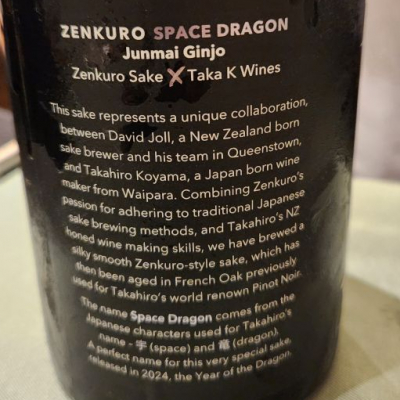 ZENKURO SPACE DRAGON
Junmai Ginjo
Zenkuro Sake X Taka K Wines
This sake represents a unique collaboration,
between David Joll, a New Zealand born
sake brewer and his team in Queenstown,
and Takahiro Koyama, a Japan born wine
maker from Waipara. Combining Zenkuro's
passion for adhering to traditional Japanese
sake brewing methods, and Takahiro's NZ
honed wine making skills, we have brewed a
silky smooth Zenkuro-style sake, which has
then been aged in French Oak previously
used for Takahiro's world renown Pinot Noir.
The name Space Dragon comes from the
Japanese characters used for Takahiro's
name - 宇 (space) and 竜 (dragon).
A perfect name for this very special sake,
released in 2024, the Year of the Dragon.